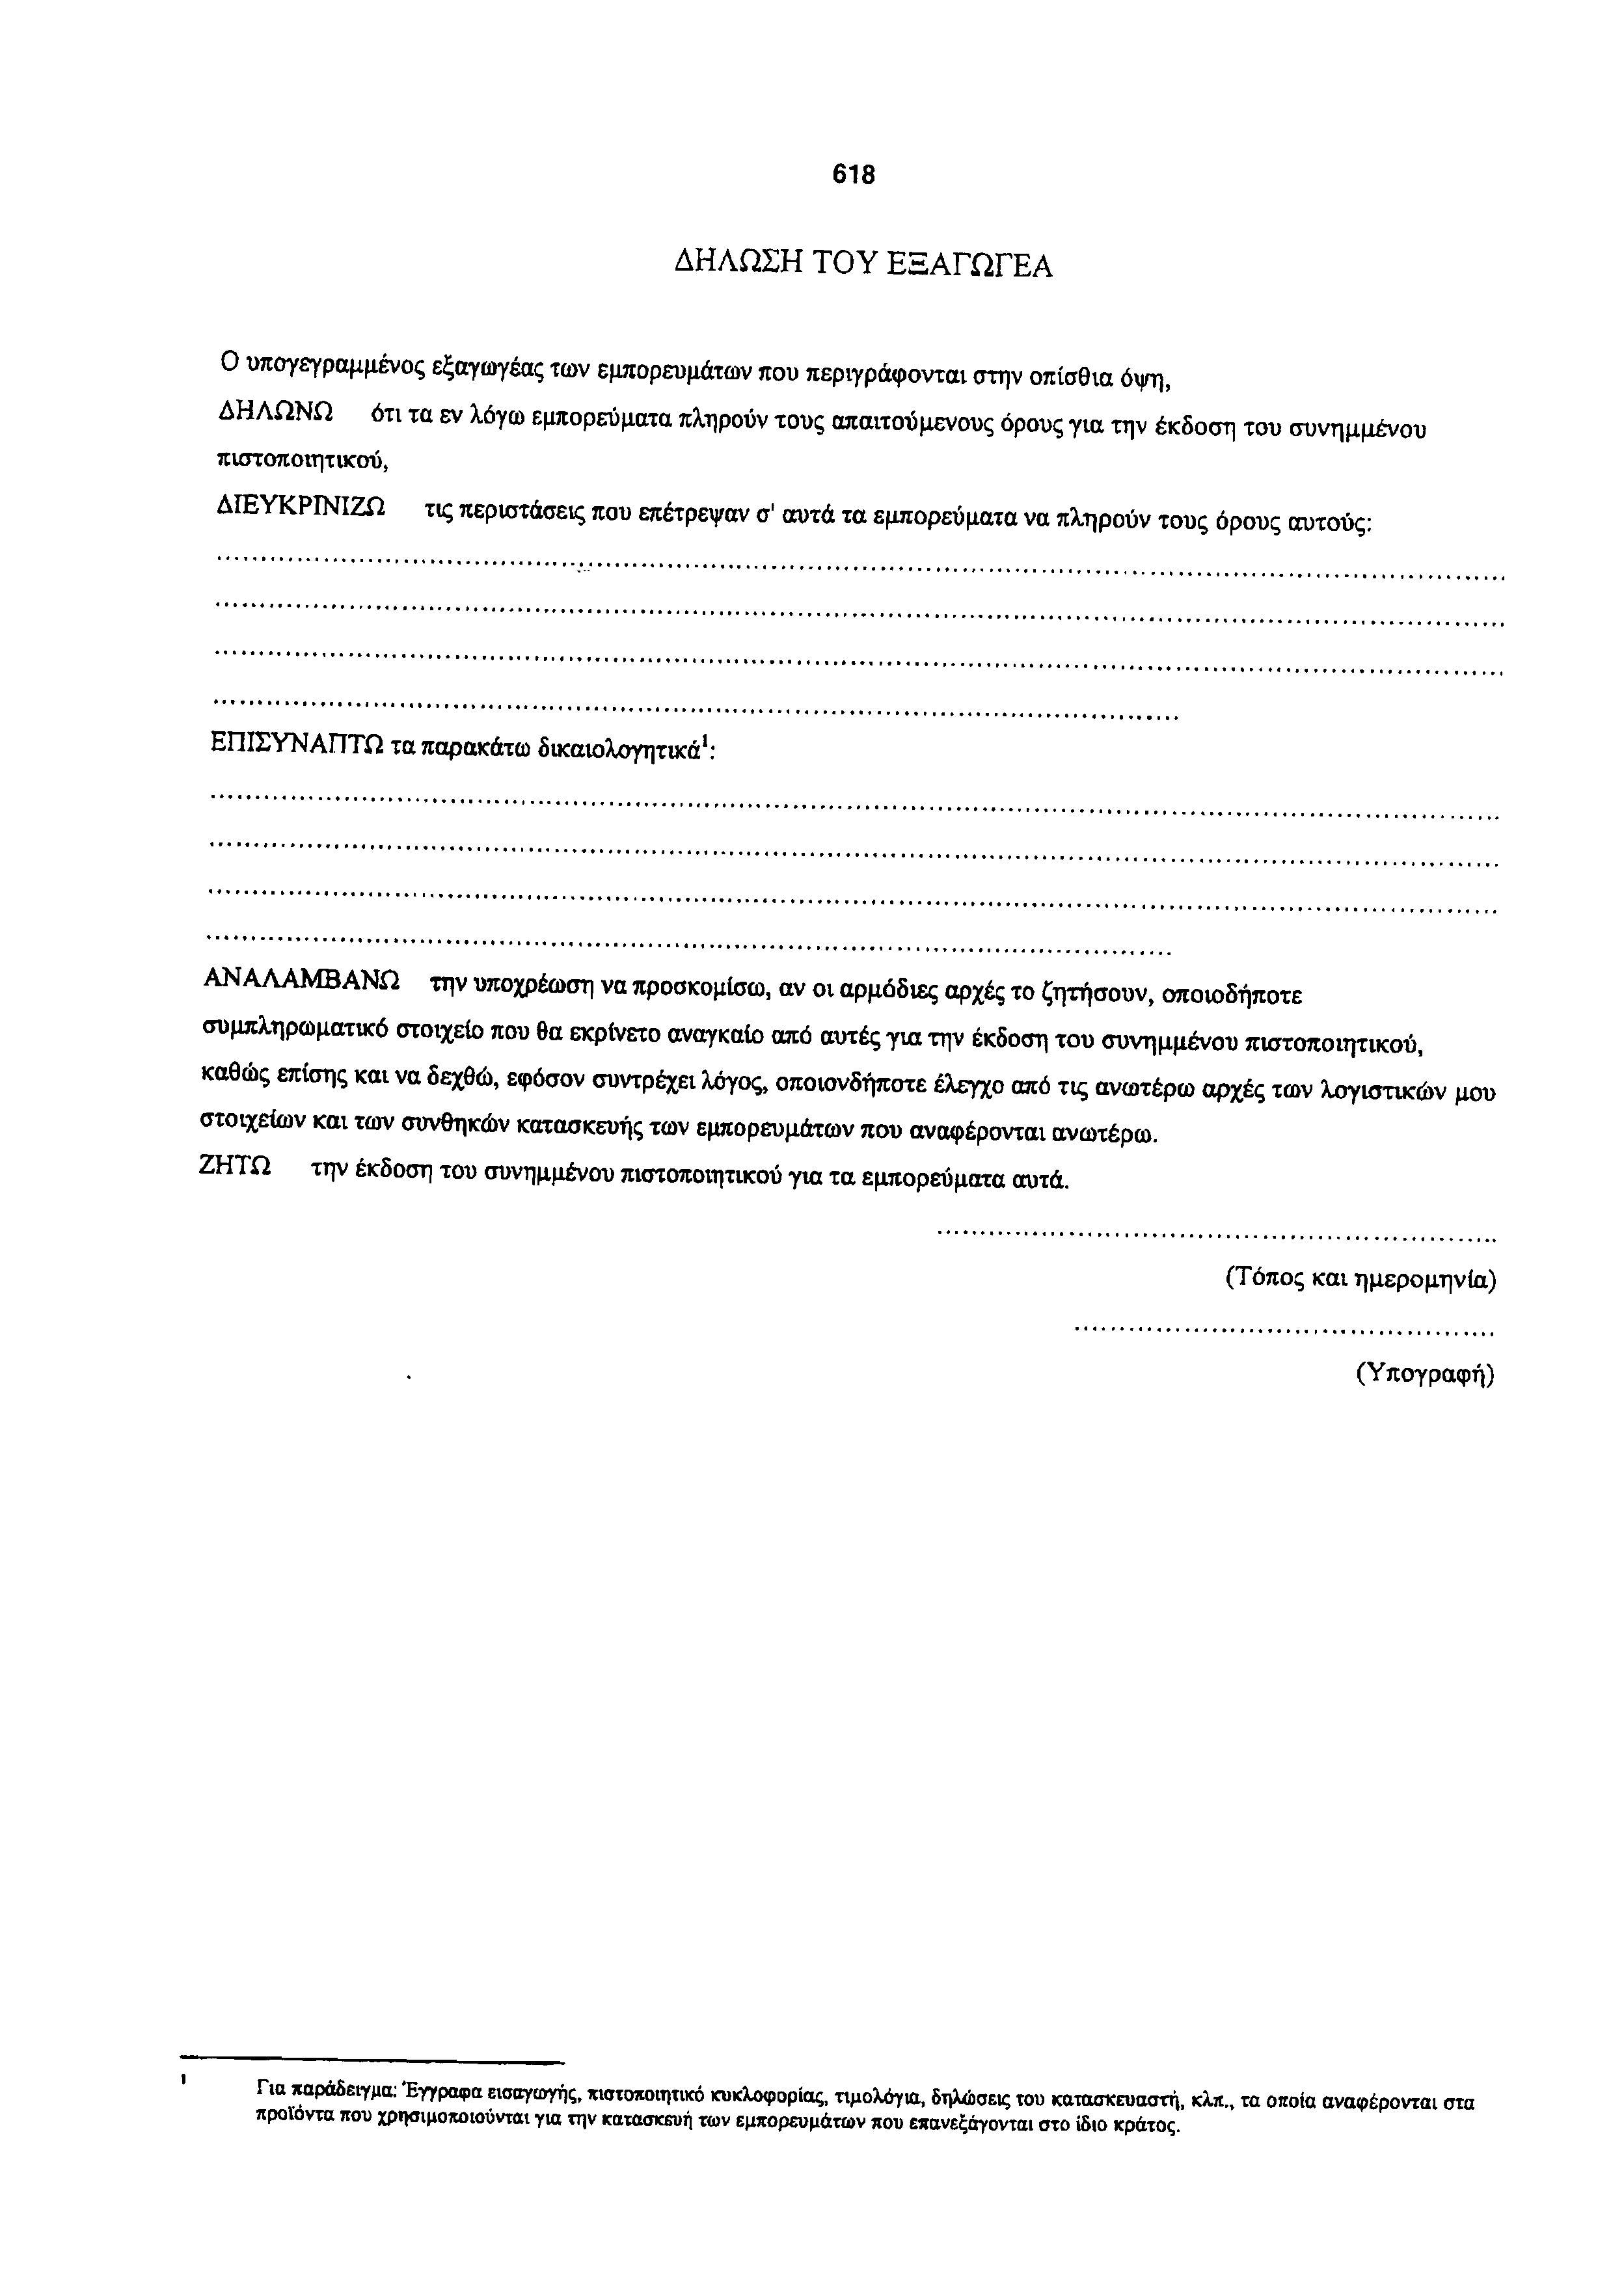 618
ΔΗΛΩΣΗ ΤΟΥ ΕΞΑΓΩΓΕΑ
Ο υπογεγραμμένος εξαγωγέας των εμπορευμάτων που περιγράφονται στην οπίσθια όψη,
ΔΗΛΩΝΩ ότι τα εν λόγω εμπορεύματα πληρούν τους απαιτούμενους όρους για την έκδοση του συνημμένου
πιστοποιητικού,
ΔΙΕΥΚΡΙΝΙΖΩ τις περιστάσεις που επέτρεψαν σ' αυτά τα εμπορεύματα να πληρούν τους όρους αυτούς:
ΕΠΙΣΥΝΑΠΤΩ τα παρακάτω δικαιολογητικά¹:
ΑΝΑΛΑΜΒΑΝΩ την υποχρέωση να προσκομίσω, αν οι αρμόδιες αρχές το ζητήσουν, οποιοδήποτε
συμπληρωματικό στοιχείο που θα εκρίνετο αναγκαίο από αυτές για την έκδοση του συνημμένου πιστοποιητικού,
καθώς επίσης και να δεχθώ, εφόσον συντρέχει λόγος, οποιονδήποτε έλεγχο από τις ανωτέρω αρχές των λογιστικών μου
στοιχείων και των συνθηκών κατασκευής των εμπορευμάτων που αναφέρονται ανωτέρω.
ΖΗΤΩ την έκδοση του συνημμένου πιστοποιητικού για τα εμπορεύματα αυτά.
(Τόπος και ημερομηνία)
(Υπογραφή)
1 Για παράδειγμα: Έγγραφα εισαγωγής, πιστοποιητικό κυκλοφορίας, τιμολόγια, δηλώσεις του κατασκευαστή, κλπ., τα οποία αναφέρονται στα
προϊόντα που χρησιμοποιούνται για την κατασκευή των εμπορευμάτων που επανεξάγονται στο ίδιο κράτος.